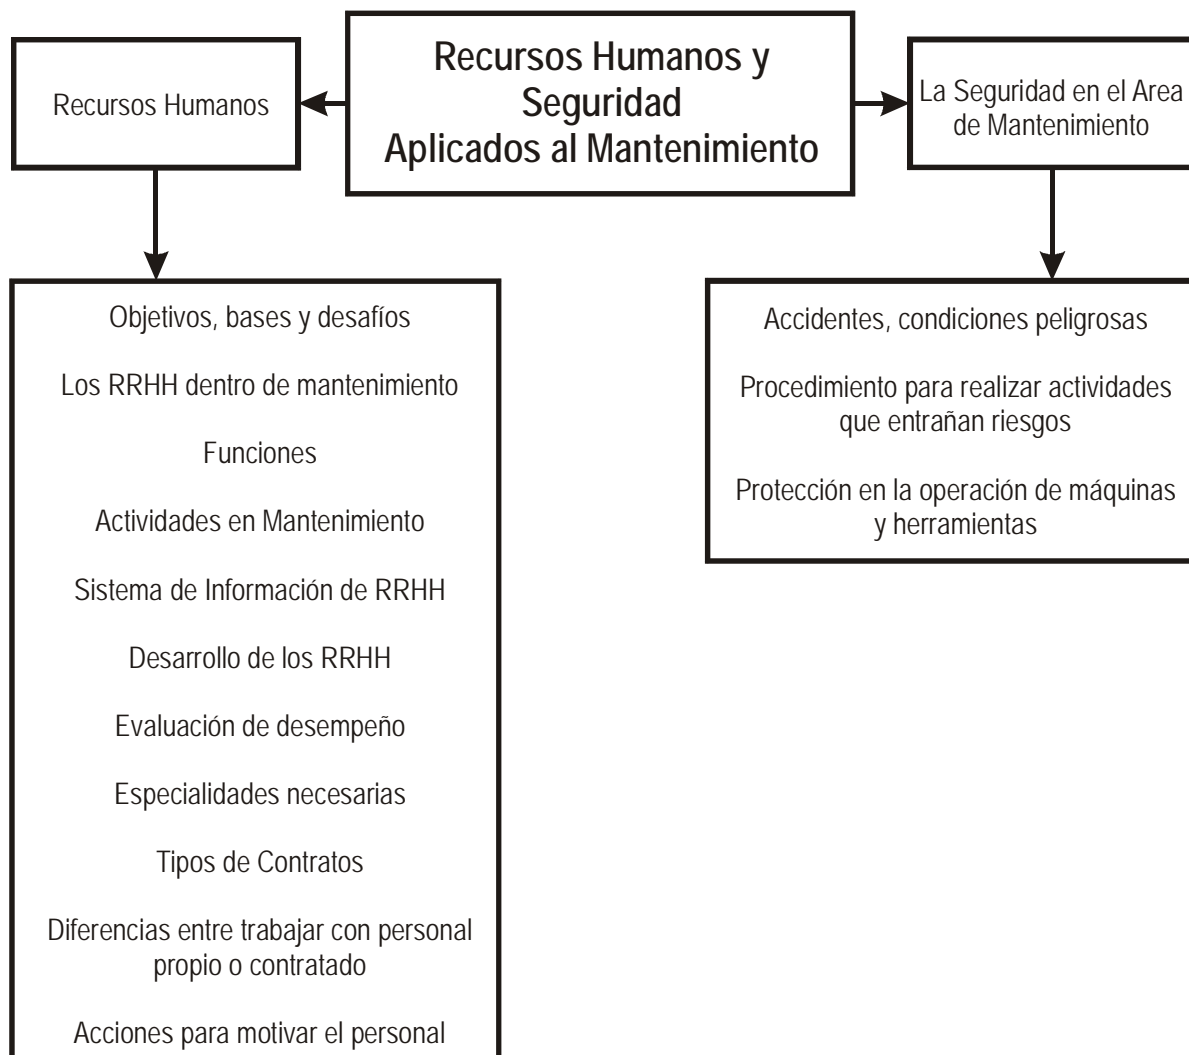 Recursos Humanos y
Seguridad
Aplicados al Mantenimiento
Recursos Humanos
La Seguridad en el Area
de Mantenimiento
Objetivos, bases y desafíos
Los RRHH dentro de mantenimiento
Funciones
Actividades en Mantenimiento
Sistema de Información de RRHH
Desarrollo de los RRHH
Evaluación de desempeño
Especialidades necesarias
Tipos de Contratos
Diferencias entre trabajar con personal
propio o contratado
Acciones para motivar el personal
Accidentes, condiciones peligrosas
Procedimiento para realizar actividades
que entrañan riesgos
Protección en la operación de máquinas
y herramientas